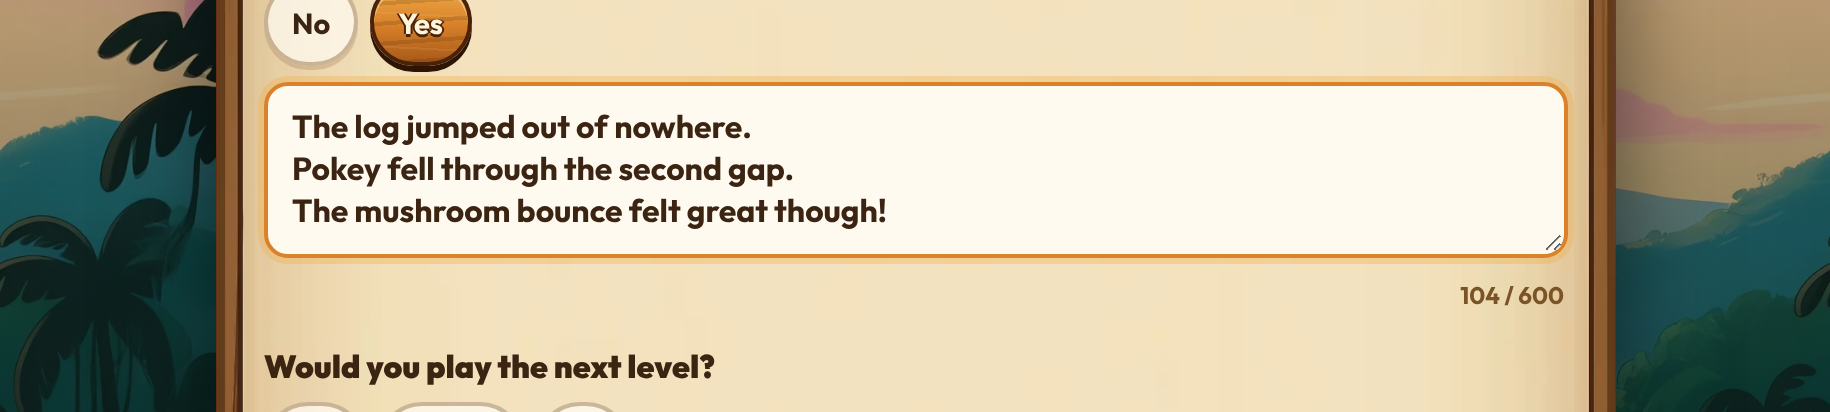 No Yes
The log jumped out of nowhere.
Pokey fell through the second gap.
The mushroom bounce felt great though!
104 / 600
Would you play the next level?